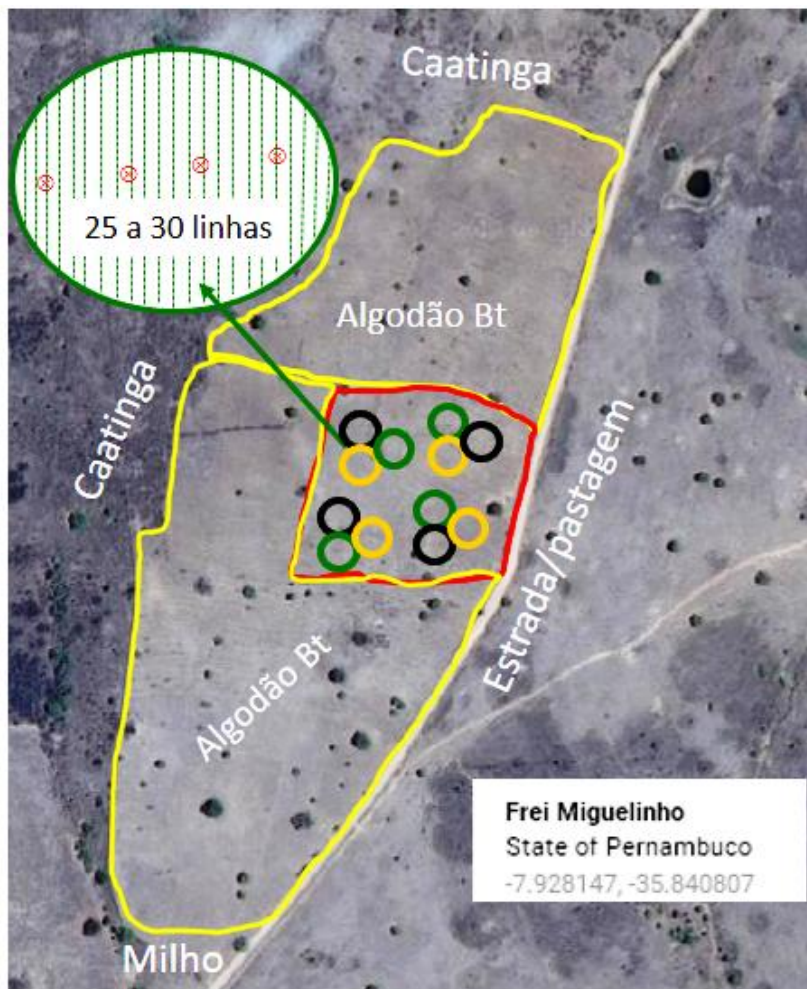 Caatinga
25 a 30 linhas
Algodão Bt
Caatinga
Estrada/pastagem
Algodão Bt
Frei Miguelinho
State of Pernambuco
-7.928147, -35.840807
Milho